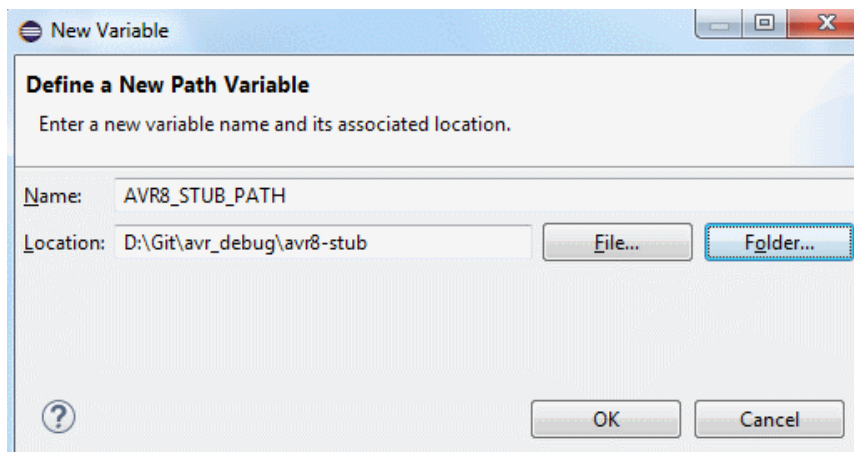 New Variable
Define a New Path Variable
Enter a new variable name and its associated location.
Name: AVR8_STUB_PATH
Location: D:\Git\avr_debug\avr8-stub File... Folder...
? OK Cancel